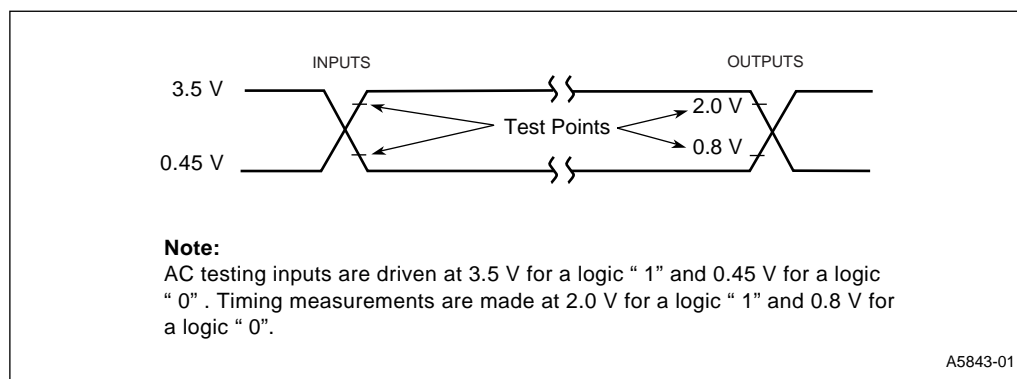 INPUTS
OUTPUTS
3.5 V
2.0 V
Test Points
0.8 V
0.45 V
Note:
AC testing inputs are driven at 3.5 V for a logic “ 1” and 0.45 V for a logic
“ 0” . Timing measurements are made at 2.0 V for a logic “ 1” and 0.8 V for
a logic “ 0”.
A5843-01